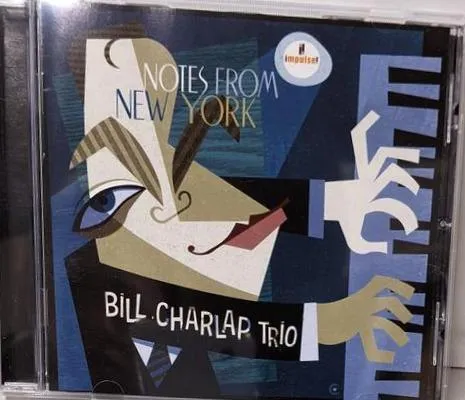 impulse!
NOTES FROM
NEW YORK
BILL CHARLAP TRIO